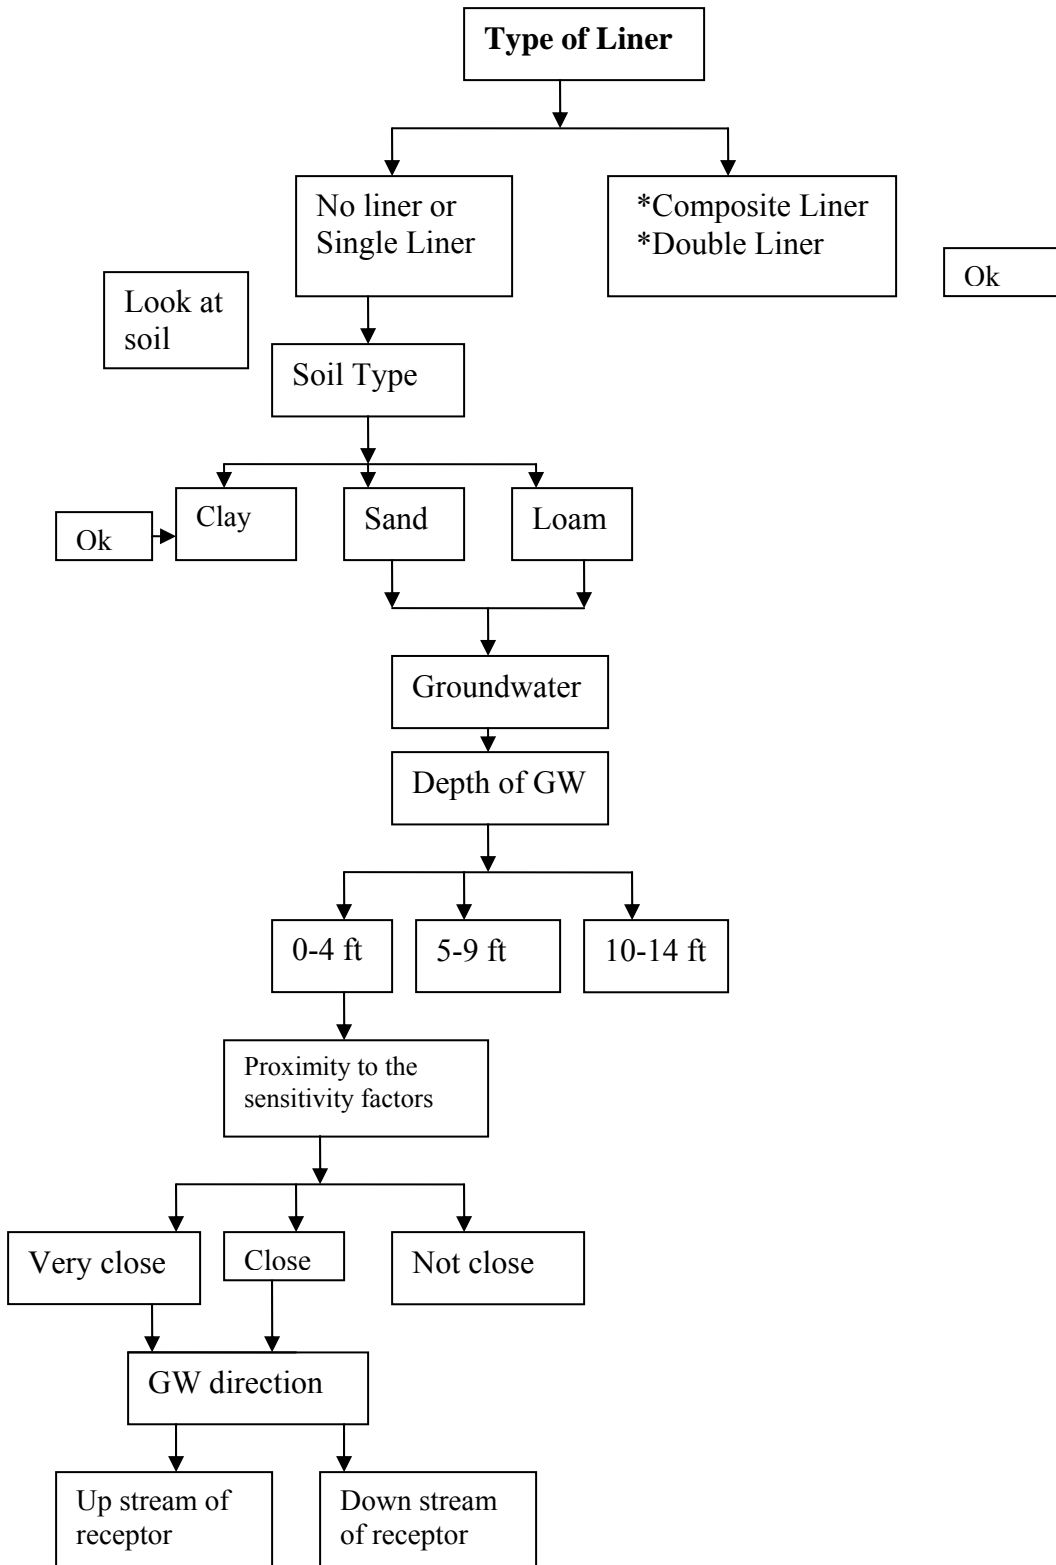 Type of Liner
No liner or
Single Liner
*Composite Liner
*Double Liner
Ok
Look at
soil
Soil Type
Ok
Clay
Sand
Loam
Groundwater
Depth of GW
0-4 ft
5-9 ft
10-14 ft
Proximity to the
sensitivity factors
Very close
Close
Not close
GW direction
Up stream of
receptor
Down stream
of receptor